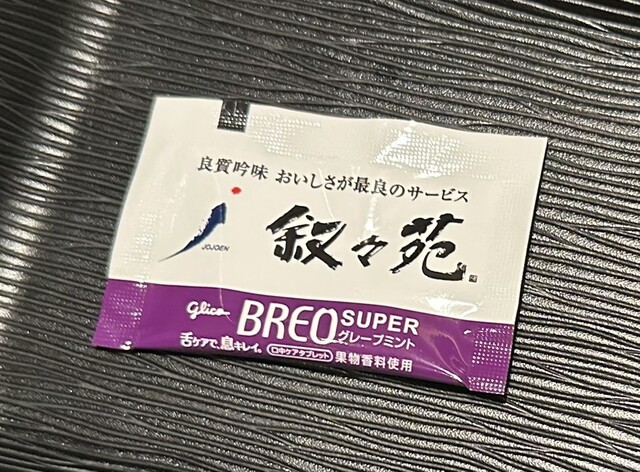 良質吟味 おいしさが最良のサービス
JOJOEN
叙々苑
Glico BREO SUPER
グレープミント
舌ケアで、息キレイ。 口中ケアタブレット 果物香料使用